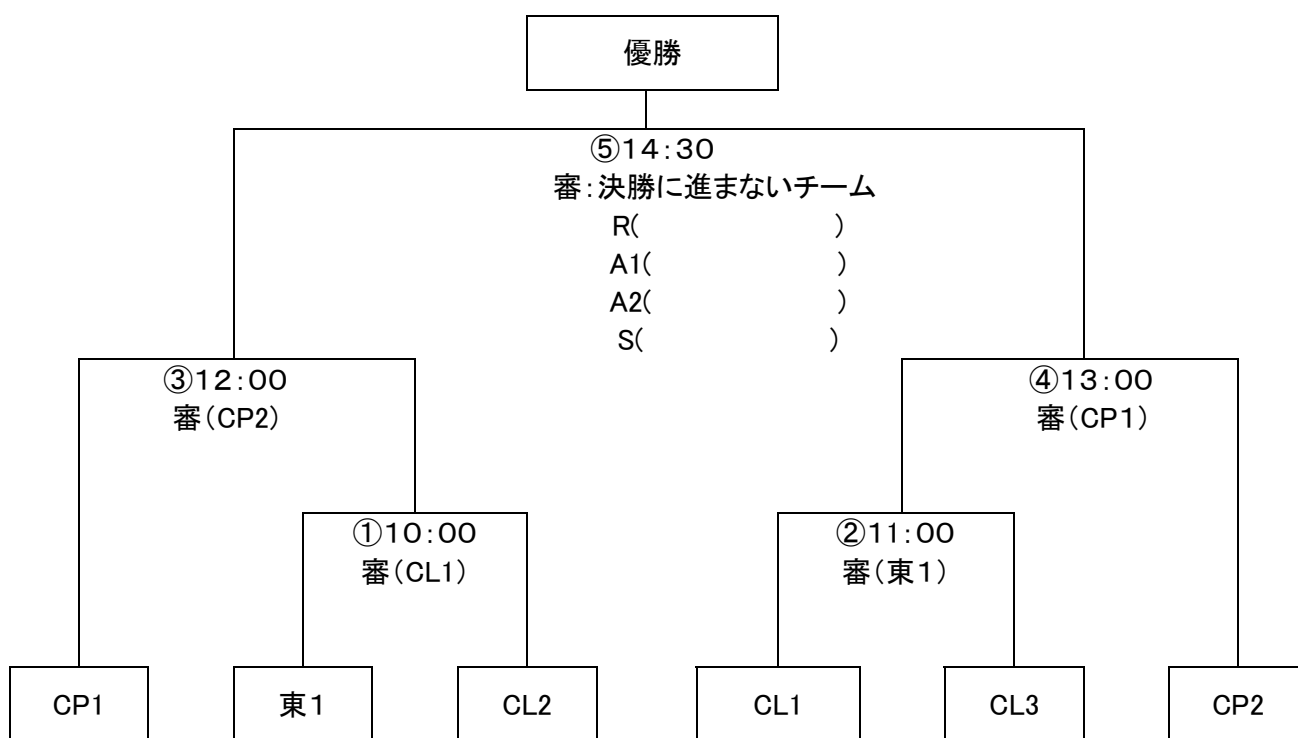 優勝
⑤14:30
審:決勝に進まないチーム
R( )
A1( )
A2( )
S( )
③12:00
審(CP2)
④13:00
審(CP1)
①10:00
審(CL1)
②11:00
審(東1)
CP1
東1
CL2
CL1
CL3
CP2